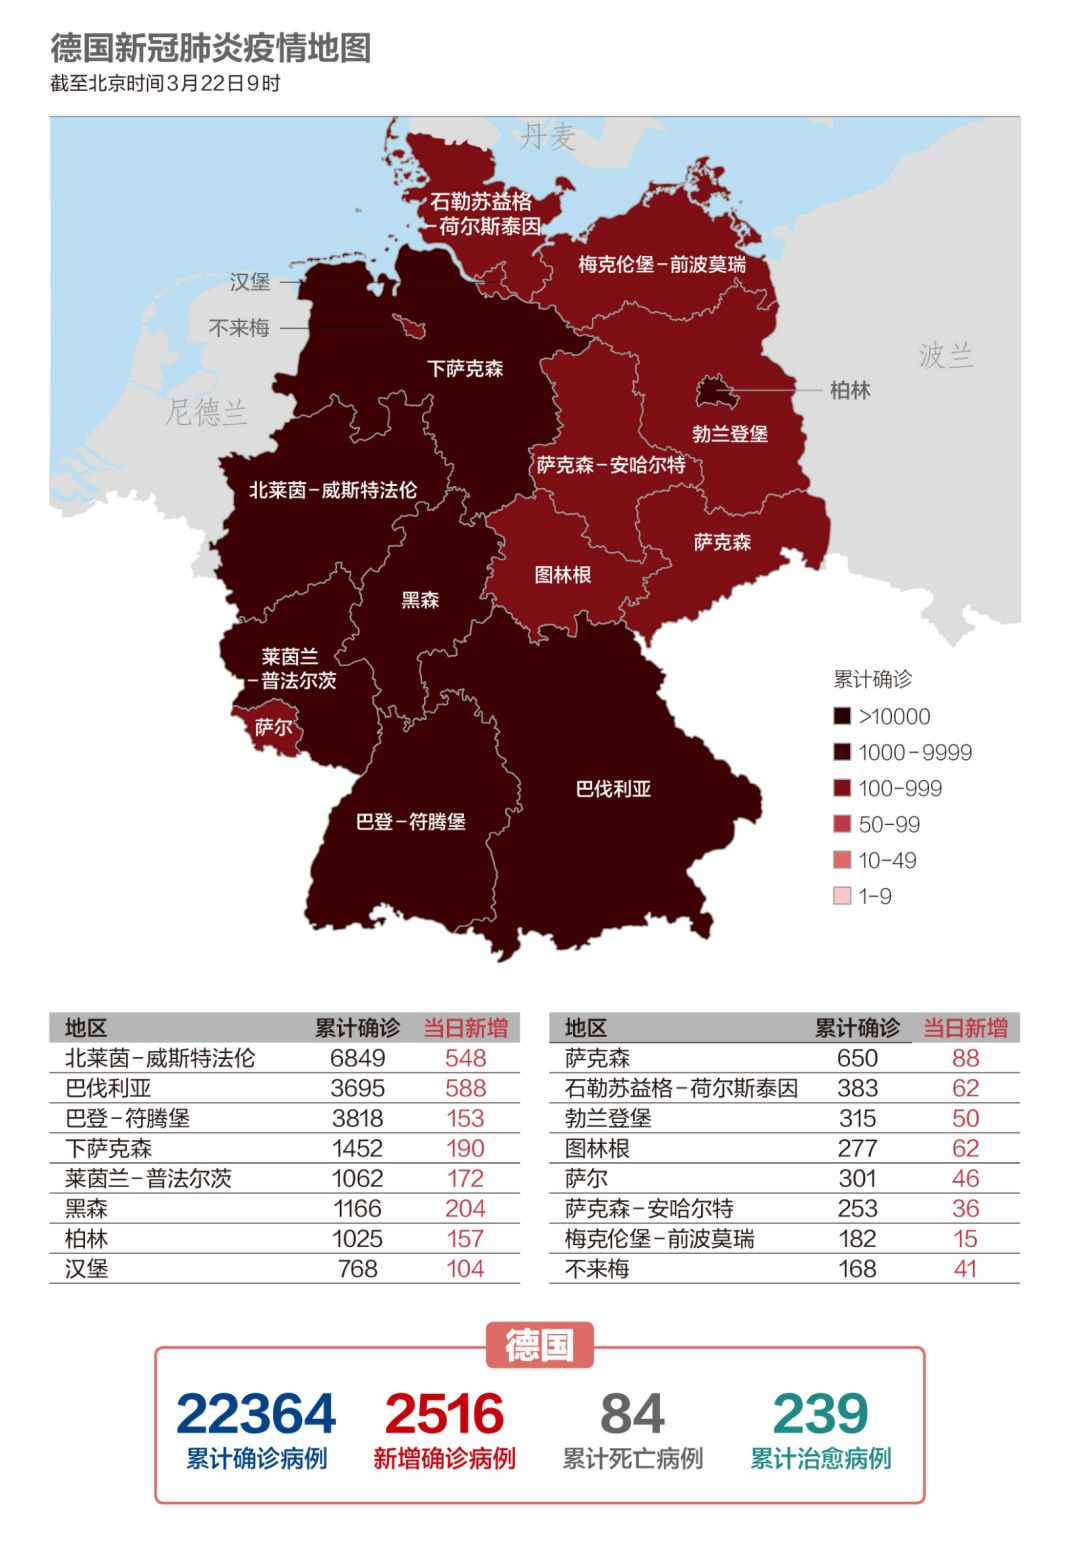 德国新冠肺炎疫情地图
截至北京时间3月22日9时
丹麦
石勒苏益格
-荷尔斯泰因
梅克伦堡-前波莫瑞
汉堡
不来梅
下萨克森
波兰
柏林
尼德兰
勃兰登堡
萨克森-安哈尔特
北莱茵-威斯特法伦
萨克森
图林根
黑森
莱茵兰
-普法尔茨
萨尔
巴伐利亚
巴登-符腾堡
累计确诊
>10000
1000-9999
100-999
50-99
10-49
1-9
地区 累计确诊 当日新增
北莱茵-威斯特法伦 6849 548
巴伐利亚 3695 588
巴登-符腾堡 3818 153
下萨克森 1452 190
莱茵兰-普法尔茨 1062 172
黑森 1166 204
柏林 1025 157
汉堡 768 104
地区 累计确诊 当日新增
萨克森 650 88
石勒苏益格-荷尔斯泰因 383 62
勃兰登堡 315 50
图林根 277 62
萨尔 301 46
萨克森-安哈尔特 253 36
梅克伦堡-前波莫瑞 182 15
不来梅 168 41
德国
22364 2516 84 239
累计确诊病例 新增确诊病例 累计死亡病例 累计治愈病例